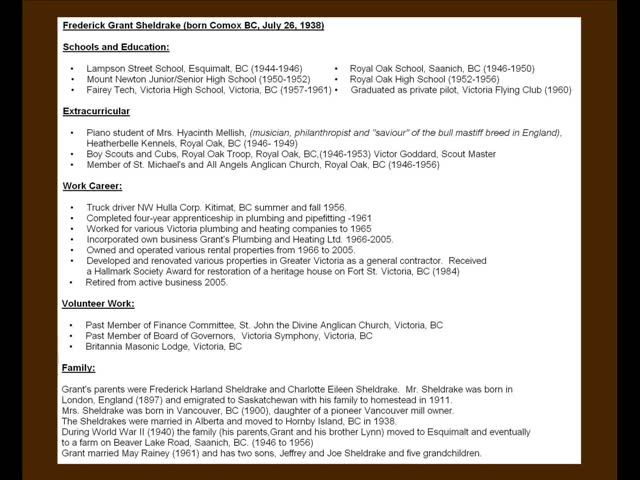 Frederick Grant Sheldrake (born Comox BC, July 26, 1938)
Schools and Education:
• Lampson Street School, Esquimalt, BC (1944-1946) • Royal Oak School, Saanich, BC (1946-1950)
• Mount Newton Junior/Senior High School (1950-1952) • Royal Oak High School (1952-1956)
• Fairey Tech, Victoria High School, Victoria, BC (1957-1961) • Graduated as private pilot, Victoria Flying Club (1960)
Extracurricular
• Piano student of Mrs. Hyacinth Mellish, (musician, philanthropist and "saviour" of the bull mastiff breed in England),
Heatherbelle Kennels, Royal Oak, BC (1946- 1949)
• Boy Scouts and Cubs, Royal Oak Troop, Royal Oak, BC,(1946-1953) Victor Goddard, Scout Master
• Member of St. Michael's and All Angels Anglican Church, Royal Oak, BC (1946-1956)
Work Career:
• Truck driver NW Hulla Corp. Kitimat, BC summer and fall 1956.
• Completed four-year apprenticeship in plumbing and pipefitting -1961
• Worked for various Victoria plumbing and heating companies to 1965
• Incorporated own business Grant's Plumbing and Heating Ltd. 1966-2005.
• Owned and operated various rental properties from 1966 to 2005.
• Developed and renovated various properties in Greater Victoria as a general contractor. Received
a Hallmark Society Award for restoration of a heritage house on Fort St. Victoria, BC (1984)
• Retired from active business 2005.
Volunteer Work:
• Past Member of Finance Committee, St. John the Divine Anglican Church, Victoria, BC
• Past Member of Board of Governors, Victoria Symphony, Victoria, BC
• Britannia Masonic Lodge, Victoria, BC
Family:
Grant's parents were Frederick Harland Sheldrake and Charlotte Eileen Sheldrake. Mr. Sheldrake was born in
London, England (1897) and emigrated to Saskatchewan with his family to homestead in 1911.
Mrs. Sheldrake was born in Vancouver, BC (1900), daughter of a pioneer Vancouver mill owner.
The Sheldrakes were married in Alberta and moved to Hornby Island, BC in 1938.
During World War II (1940) the family (his parents,Grant and his brother Lynn) moved to Esquimalt and eventually
to a farm on Beaver Lake Road, Saanich, BC. (1946 to 1956)
Grant married May Rainey (1961) and has two sons, Jeffrey and Joe Sheldrake and five grandchildren.